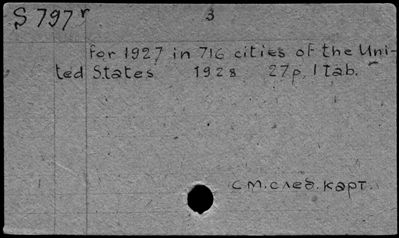 S 797r 3
for 1927 in 716 cities of the Uni-
ted States 1928 27p. 1 tab.
см. след. карт.